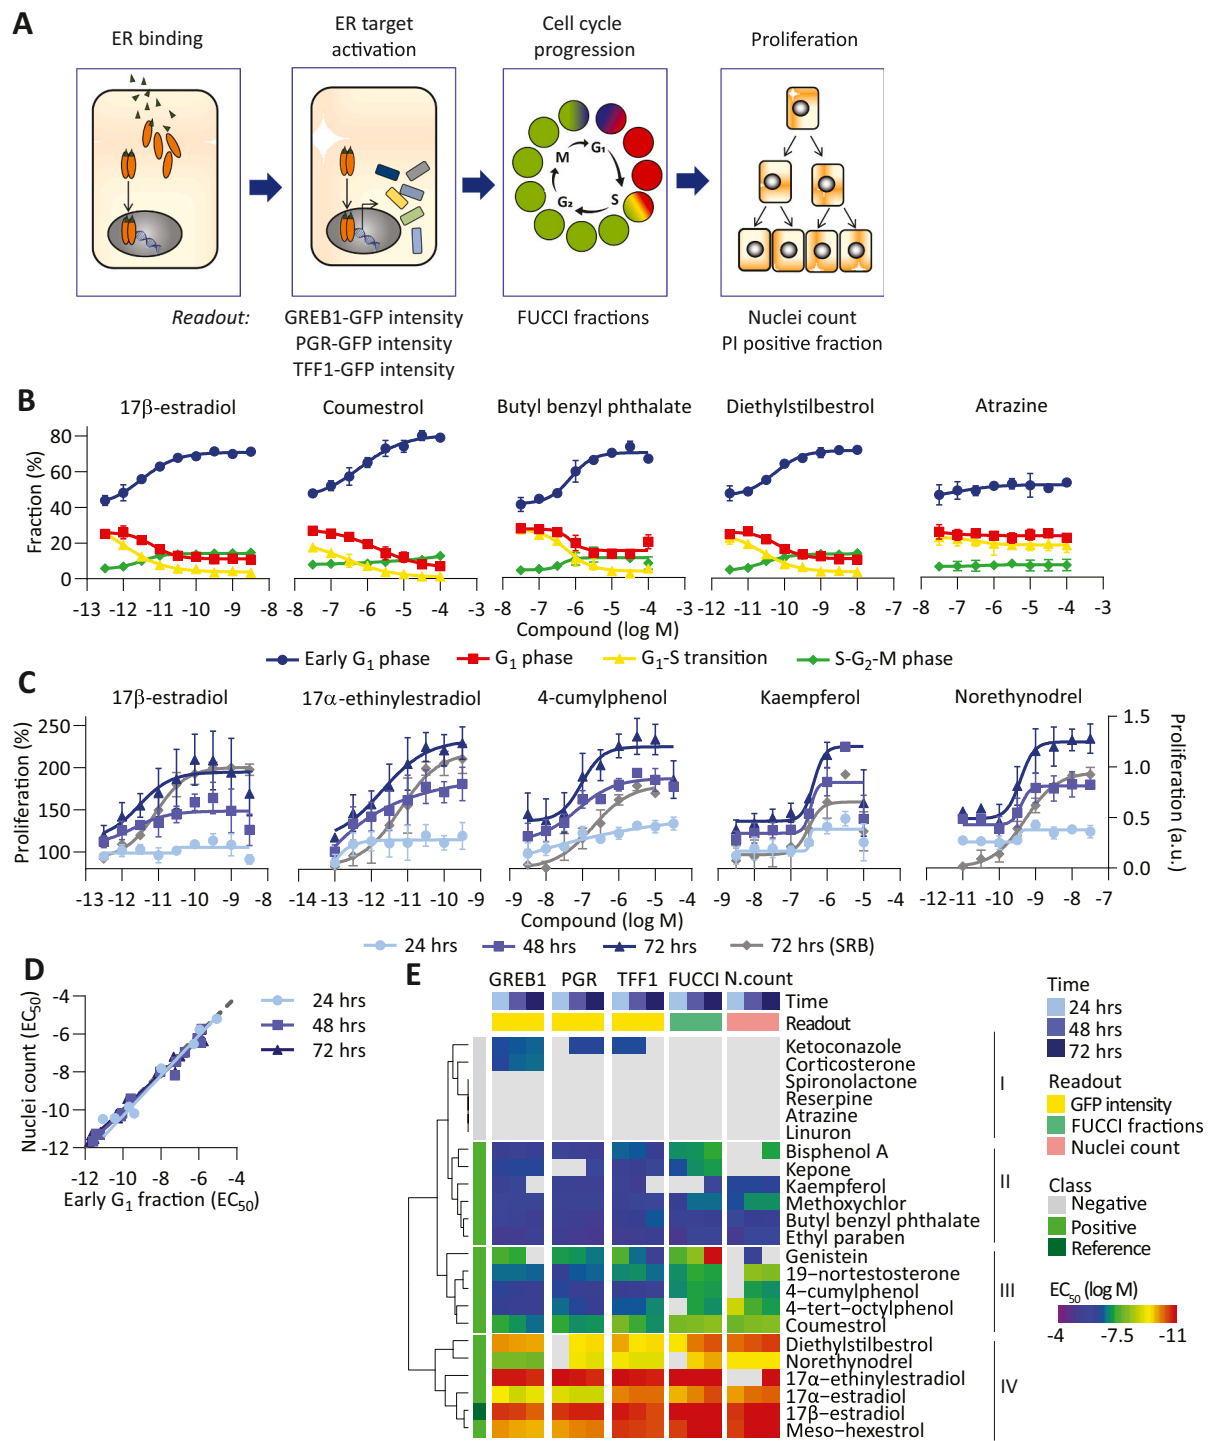 A
ER binding
ER target
activation
Cell cycle
progression
Proliferation
M
G₁
G₂
S
Readout:
GREB1-GFP intensity
PGR-GFP intensity
TFF1-GFP intensity
FUCCI fractions
Nuclei count
PI positive fraction
B
17β-estradiol
Coumestrol
Butyl benzyl phthalate
Diethylstilbestrol
Atrazine
Fraction (%)
80
60
40
20
0
-13 -12 -11 -10 -9 -8
-8 -7 -6 -5 -4 -3
-8 -7 -6 -5 -4 -3
-12 -11 -10 -9 -8 -7
-8 -7 -6 -5 -4 -3
Compound (log M)
Early G₁ phase
G₁ phase
G₁-S transition
S-G₂-M phase
C
17β-estradiol
17α-ethinylestradiol
4-cumylphenol
Kaempferol
Norethynodrel
Proliferation (%)
250
200
150
100
1.5
1.0
0.5
0.0
Proliferation (a.u.)
-13 -12 -11 -10 -9 -8
-14 -13 -12 -11 -10 -9
-9 -8 -7 -6 -5 -4
-9 -8 -7 -6 -5 -4
-12 -11 -10 -9 -8 -7
Compound (log M)
24 hrs
48 hrs
72 hrs
72 hrs (SRB)
D
Nuclei count (EC₅₀)
-4
-6
-8
-10
-12
-12 -10 -8 -6 -4
Early G₁ fraction (EC₅₀)
24 hrs
48 hrs
72 hrs
E
GREB1 PGR TFF1 FUCCI N.count
Time
Readout
Ketoconazole
Corticosterone
Spironolactone
Reserpine
Atrazine
Linuron
I
Bisphenol A
Kepone
Kaempferol
Methoxychlor
Butyl benzyl phthalate
Ethyl paraben
II
Genistein
19−nortestosterone
4−cumylphenol
4−tert−octylphenol
Coumestrol
III
Diethylstilbestrol
Norethynodrel
17α−ethinylestradiol
17α−estradiol
17β−estradiol
Meso−hexestrol
IV
Time
24 hrs
48 hrs
72 hrs
Readout
GFP intensity
FUCCI fractions
Nuclei count
Class
Negative
Positive
Reference
EC₅₀ (log M)
-4 -7.5 -11